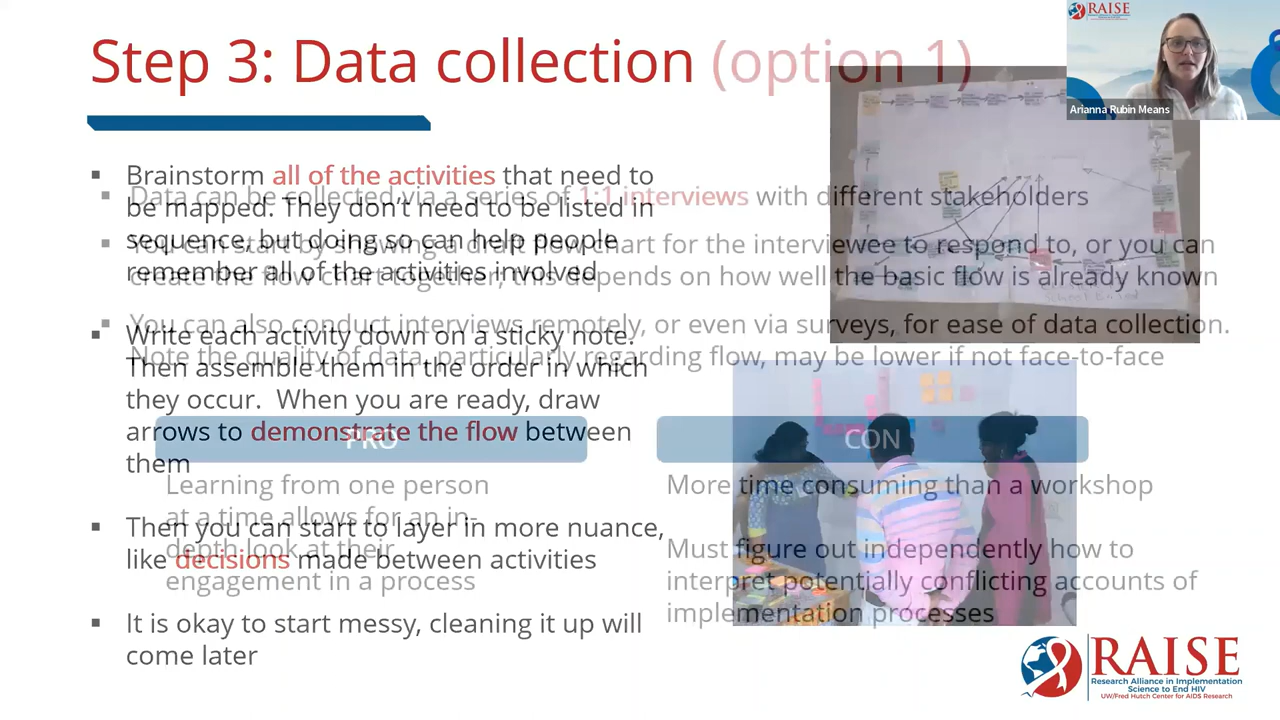 Step 3: Data collection (option 1)
RAISE
Arianna Rubin Means
▪ Brainstorm all of the activities that need to
be mapped. They don't need to be listed in
sequence, but doing so can help people
remember all of the activities involved
▪ Write each activity down on a sticky note.
Then assemble them in the order in which
they occur. When you are ready, draw
arrows to demonstrate the flow between
them
▪ Then you can start to layer in more nuance,
like decisions made between activities
▪ It is okay to start messy, cleaning it up will
come later
▪ Data can be collected via a series of 1:1 interviews with different stakeholders
▪ You can start by showing a draft flow chart for the interviewee to respond to, or you can
create the flow chart together, this depends on how well the basic flow is already known
▪ You can also conduct interviews remotely, or even via surveys, for ease of data collection.
Note the quality of data, particularly regarding flow, may be lower if not face-to-face
PRO
Learning from one person
at a time allows for an in-
depth look at their
engagement in a process
CON
More time consuming than a workshop
Must figure out independently how to
interpret potentially conflicting accounts of
implementation processes
RAISE
Research Alliance in Implementation
Science to End HIV
UW/Fred Hutch Center for AIDS Research